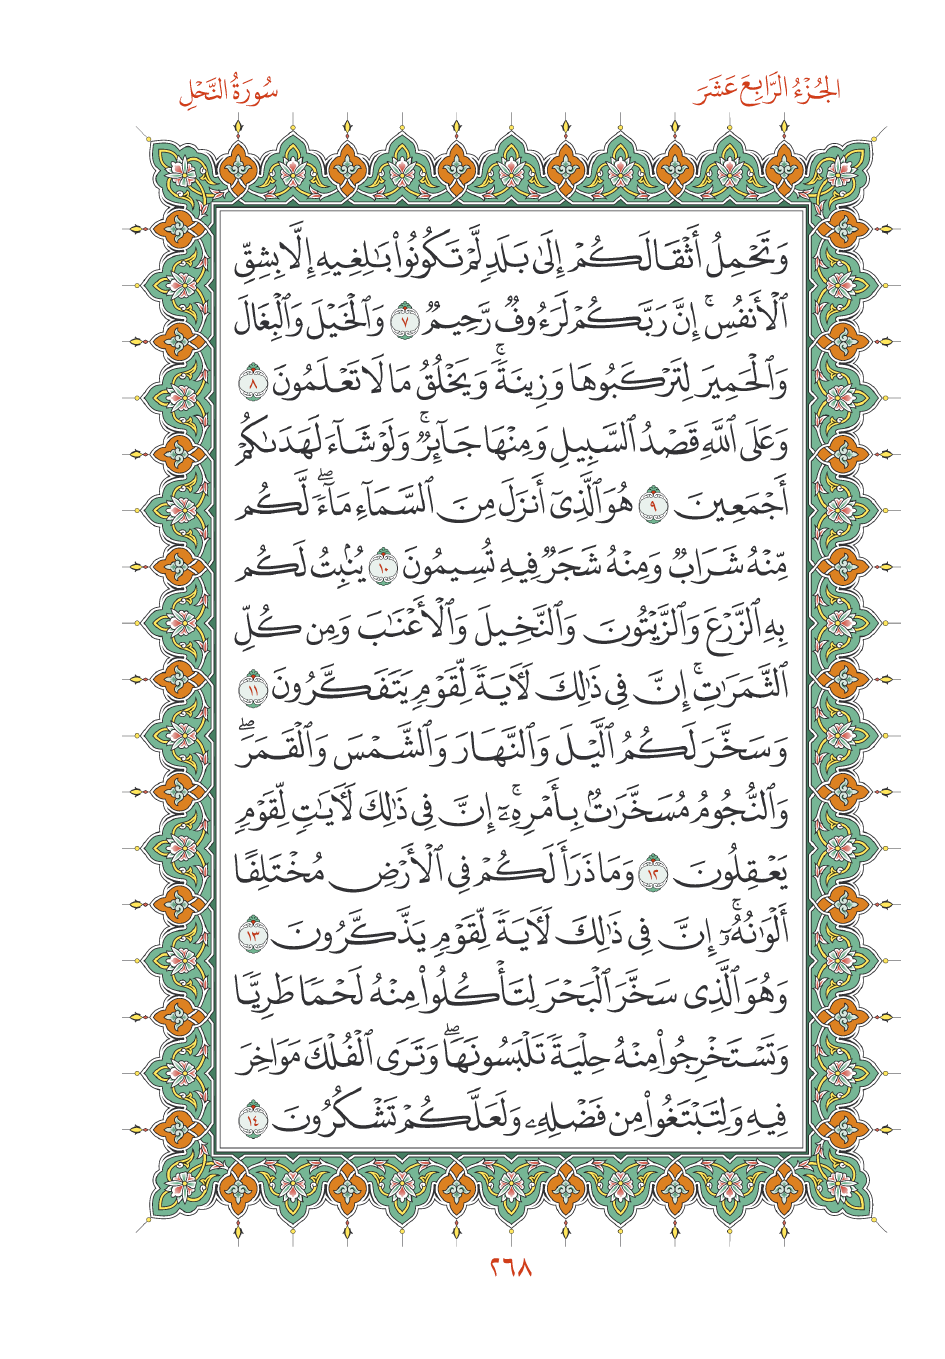 الجُزْءُ الرَّابِعَ عَشَرَ
سُورَةُ النَّحْلِ
وَتَحْمِلُ أَثْقَالَكُمْ إِلَىٰ بَلَدٍ لَّمْ تَكُونُوا۟ بَـٰلِغِيهِ إِلَّا بِشِقِّ
ٱلْأَنفُسِ ۚ إِنَّ رَبَّكُمْ لَرَءُوفٌ رَّحِيمٌ ٧ وَٱلْخَيْلَ وَٱلْبِغَالَ
وَٱلْحَمِيرَ لِتَرْكَبُوهَا وَزِينَةً ۚ وَيَخْلُقُ مَا لَا تَعْلَمُونَ ٨
وَعَلَى ٱللَّهِ قَصْدُ ٱلسَّبِيلِ وَمِنْهَا جَآئِرٌ ۚ وَلَوْ شَآءَ لَهَدَىٰكُمْ
أَجْمَعِينَ ٩ هُوَ ٱلَّذِىٓ أَنزَلَ مِنَ ٱلسَّمَآءِ مَآءً ۖ لَّكُم
مِّنْهُ شَرَابٌ وَمِنْهُ شَجَرٌ فِيهِ تُسِيمُونَ ١٠ يُنۢبِتُ لَكُم
بِهِ ٱلزَّرْعَ وَٱلزَّيْتُونَ وَٱلنَّخِيلَ وَٱلْأَعْنَـٰبَ وَمِن كُلِّ
ٱلثَّمَرَٰتِ ۗ إِنَّ فِى ذَٰلِكَ لَـَٔايَةً لِّقَوْمٍ يَتَفَكَّرُونَ ١١
وَسَخَّرَ لَكُمُ ٱلَّيْلَ وَٱلنَّهَارَ وَٱلشَّمْسَ وَٱلْقَمَرَ ۖ
وَٱلنُّجُومُ مُسَخَّرَٰتٌۢ بِأَمْرِهِۦٓ ۗ إِنَّ فِى ذَٰلِكَ لَـَٔايَـٰتٍ لِّقَوْمٍ
يَعْقِلُونَ ١٢ وَمَا ذَرَأَ لَكُمْ فِى ٱلْأَرْضِ مُخْتَلِفًا
أَلْوَٰنُهُۥٓ ۗ إِنَّ فِى ذَٰلِكَ لَـَٔايَةً لِّقَوْمٍ يَذَّكَّرُونَ ١٣
وَهُوَ ٱلَّذِى سَخَّرَ ٱلْبَحْرَ لِتَأْكُلُوا۟ مِنْهُ لَحْمًا طَرِيًّا
وَتَسْتَخْرِجُوا۟ مِنْهُ حِلْيَةً تَلْبَسُونَهَا ۖ وَتَرَى ٱلْفُلْكَ مَوَاخِرَ
فِيهِ وَلِتَبْتَغُوا۟ مِن فَضْلِهِۦ وَلَعَلَّكُمْ تَشْكُرُونَ ١٤
٢٦٨